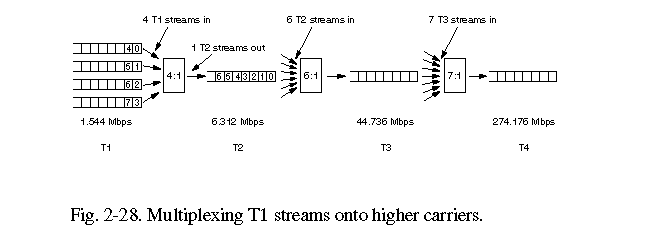 4 T1 streams in
6 T2 streams in
7 T3 streams in
1 T2 streams out
4 0
5 1
6 2
7 3
4:1
6 5 4 3 2 1 0
6:1
7:1
1.544 Mbps
6.312 Mbps
44.736 Mbps
274.176 Mbps
T1
T2
T3
T4
Fig. 2-28. Multiplexing T1 streams onto higher carriers.